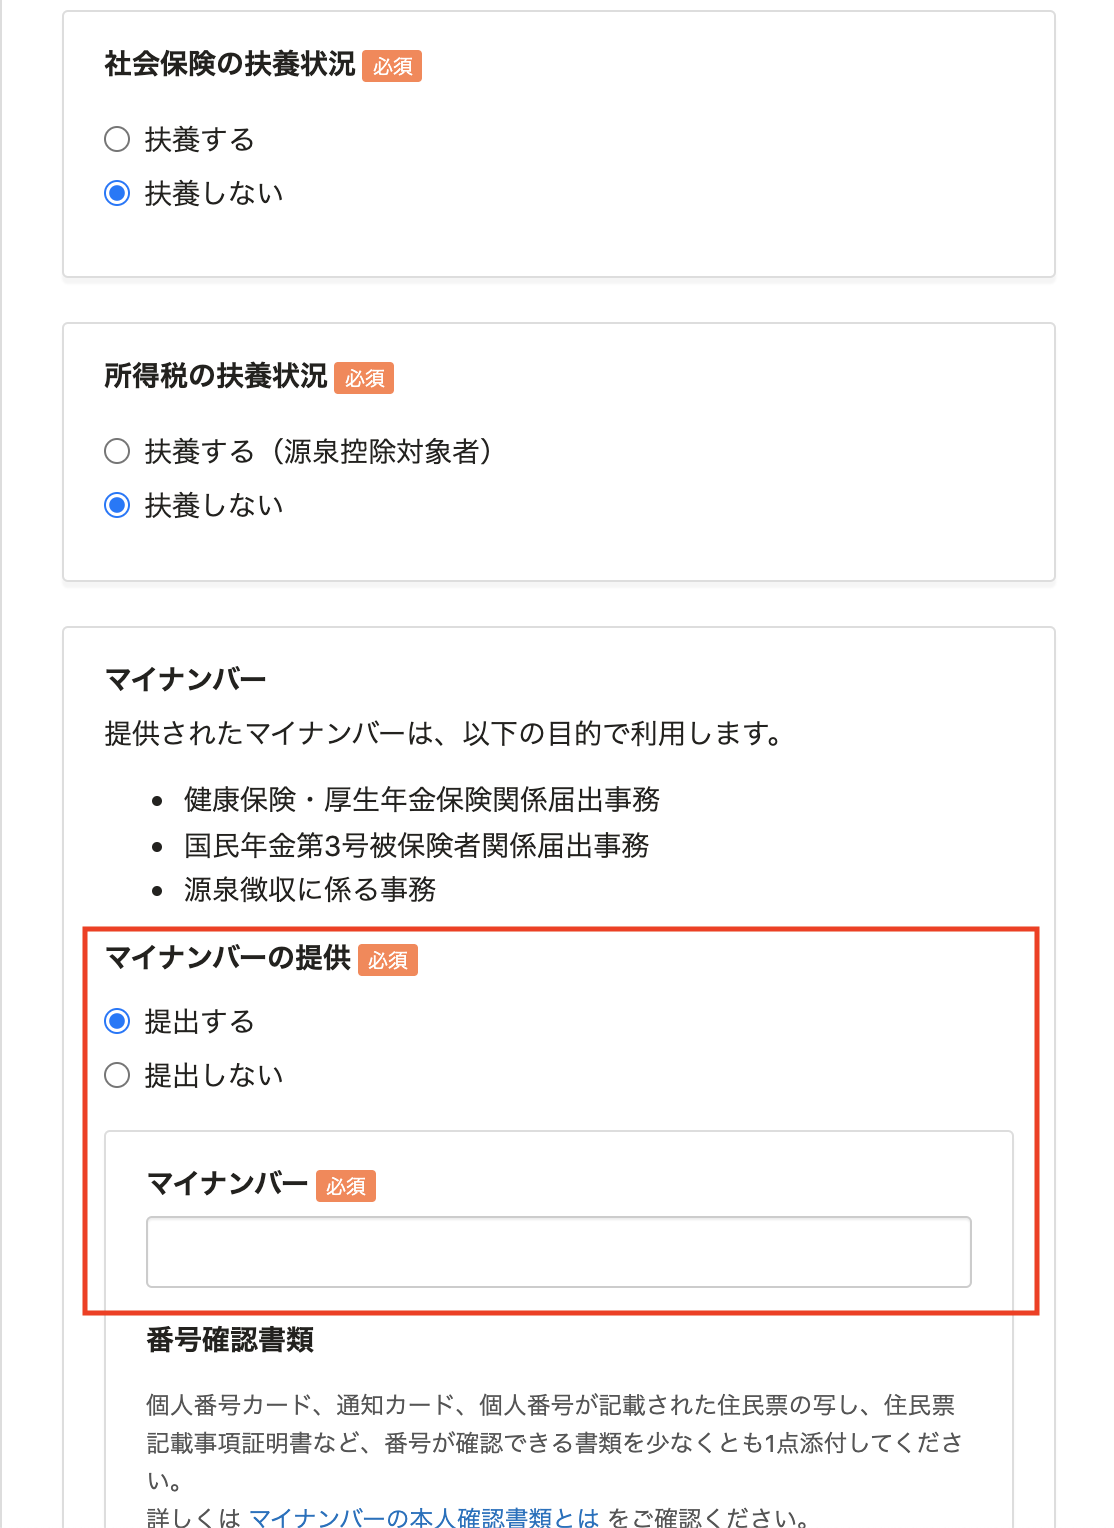 社会保険の扶養状況 必須
扶養する
扶養しない
所得税の扶養状況 必須
扶養する（源泉控除対象者）
扶養しない
マイナンバー
提供されたマイナンバーは、以下の目的で利用します。
• 健康保険・厚生年金保険関係届出事務
• 国民年金第3号被保険者関係届出事務
• 源泉徴収に係る事務
マイナンバーの提供 必須
提出する
提出しない
マイナンバー 必須
番号確認書類
個人番号カード、通知カード、個人番号が記載された住民票の写し、住民票
記載事項証明書など、番号が確認できる書類を少なくとも1点添付してくださ
い。
詳しくは マイナンバーの本人確認書類とは をご確認ください。